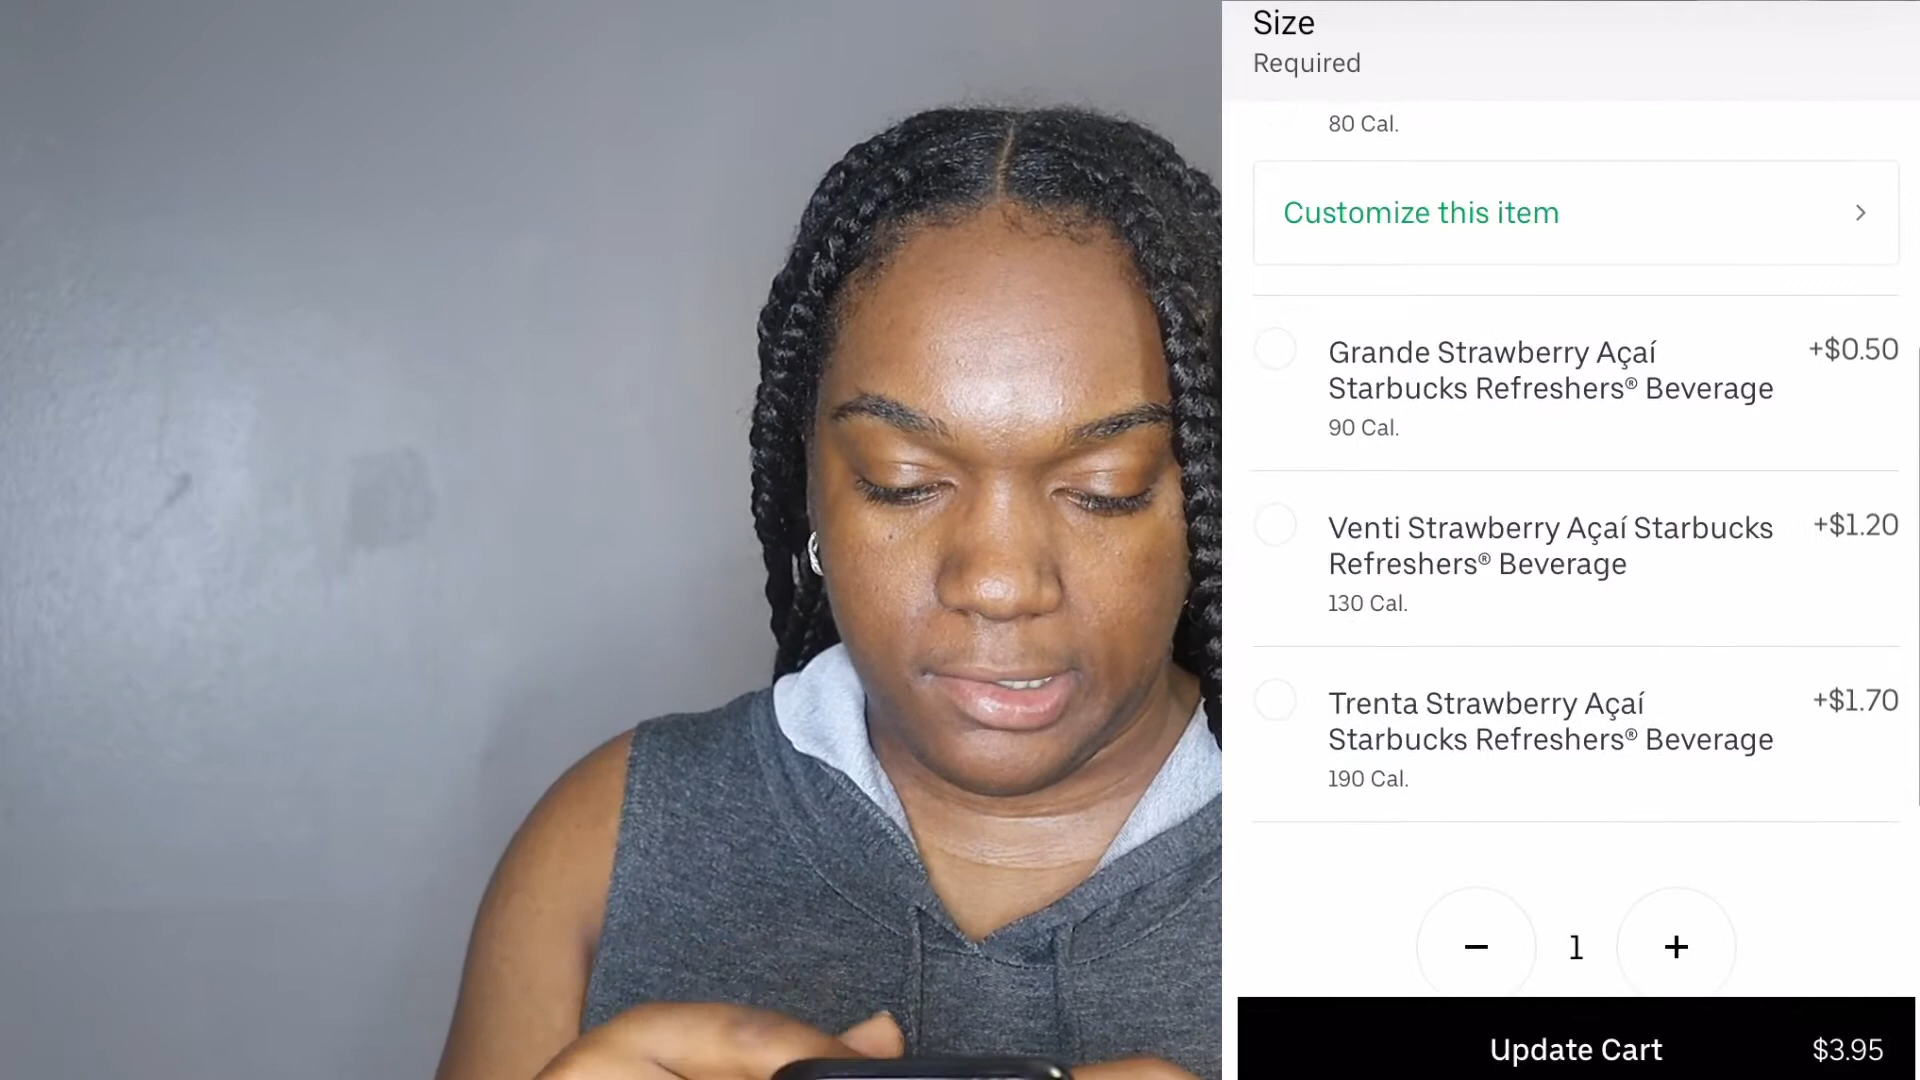 Size
Required
80 Cal.
Customize this item
Grande Strawberry Açaí
Starbucks Refreshers® Beverage
+$0.50
90 Cal.
Venti Strawberry Açaí Starbucks
Refreshers® Beverage
+$1.20
130 Cal.
Trenta Strawberry Açaí
Starbucks Refreshers® Beverage
+$1.70
190 Cal.
1
Update Cart
$3.95